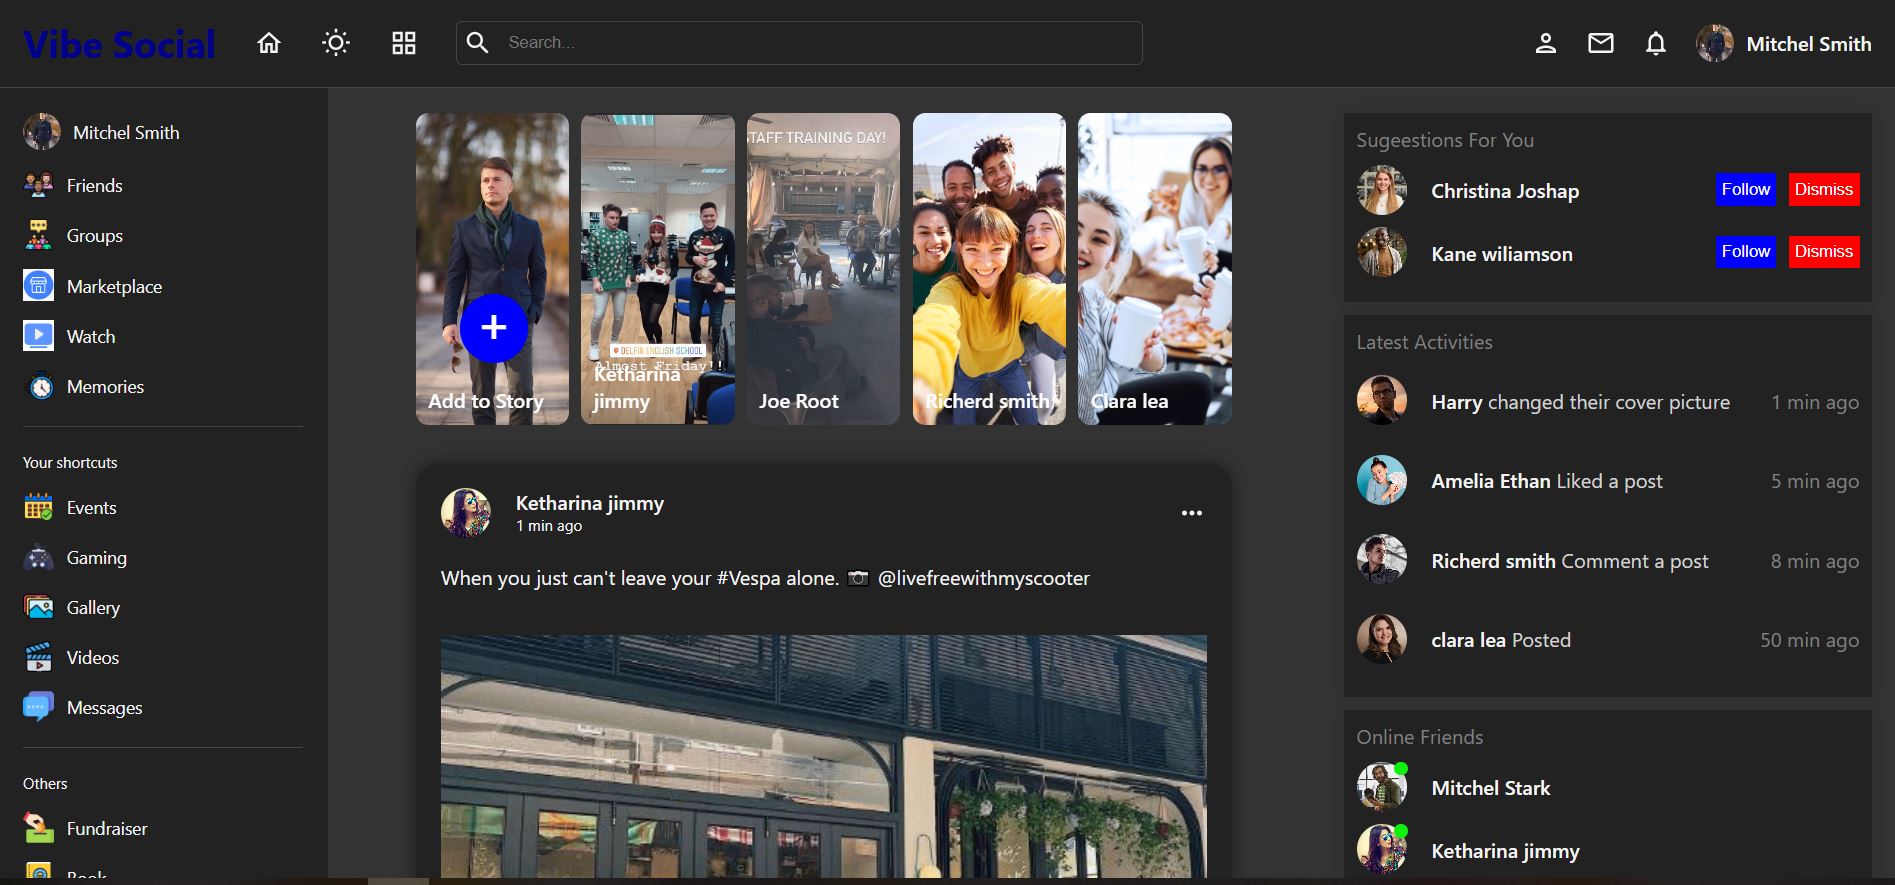 Vibe Social
Search...
Mitchel Smith
Mitchel Smith
Friends
Groups
Marketplace
Watch
Memories
Your shortcuts
Events
Gaming
Gallery
Videos
Messages
Others
Fundraiser
Book
Add to Story
DELFIN ENGLISH SCHOOL
Almost Friday!!
Ketharina
jimmy
STAFF TRAINING DAY!
Joe Root
Richerd smith
Clara lea
Ketharina jimmy
1 min ago
When you just can't leave your #Vespa alone. 📷 @livefreewithmyscooter
Sugeestions For You
Christina Joshap Follow Dismiss
Kane wiliamson Follow Dismiss
Latest Activities
Harry changed their cover picture 1 min ago
Amelia Ethan Liked a post 5 min ago
Richerd smith Comment a post 8 min ago
clara lea Posted 50 min ago
Online Friends
Mitchel Stark
Ketharina jimmy